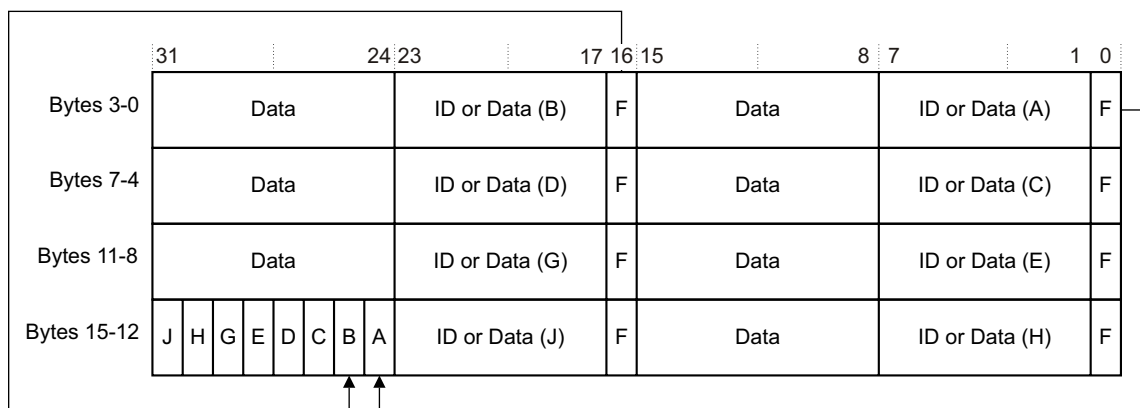 31 24 23 17 16 15 8 7 1 0
Bytes 3-0 Data ID or Data (B) F Data ID or Data (A) F
Bytes 7-4 Data ID or Data (D) F Data ID or Data (C) F
Bytes 11-8 Data ID or Data (G) F Data ID or Data (E) F
Bytes 15-12 J H G E D C B A ID or Data (J) F Data ID or Data (H) F